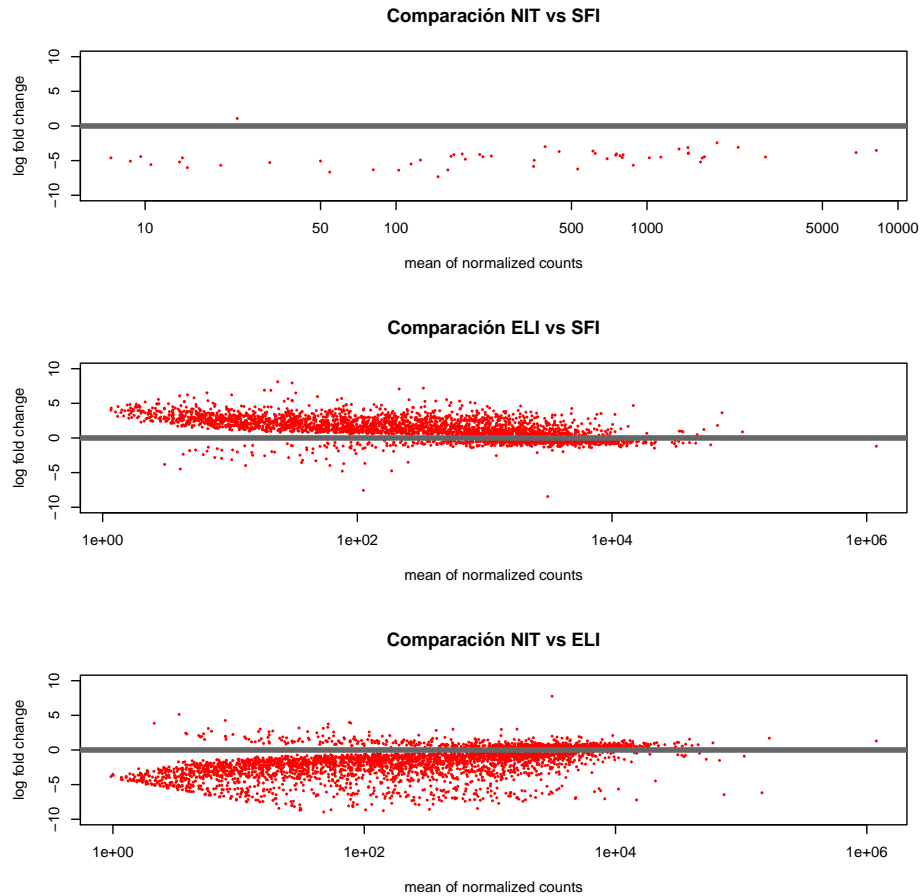 Comparación NIT vs SFI
log fold change
10
5
0
−5
−10
10 50 100 500 1000 5000 10000
mean of normalized counts
Comparación ELI vs SFI
log fold change
10
5
0
−5
−10
1e+00 1e+02 1e+04 1e+06
mean of normalized counts
Comparación NIT vs ELI
log fold change
10
5
0
−5
−10
1e+00 1e+02 1e+04 1e+06
mean of normalized counts